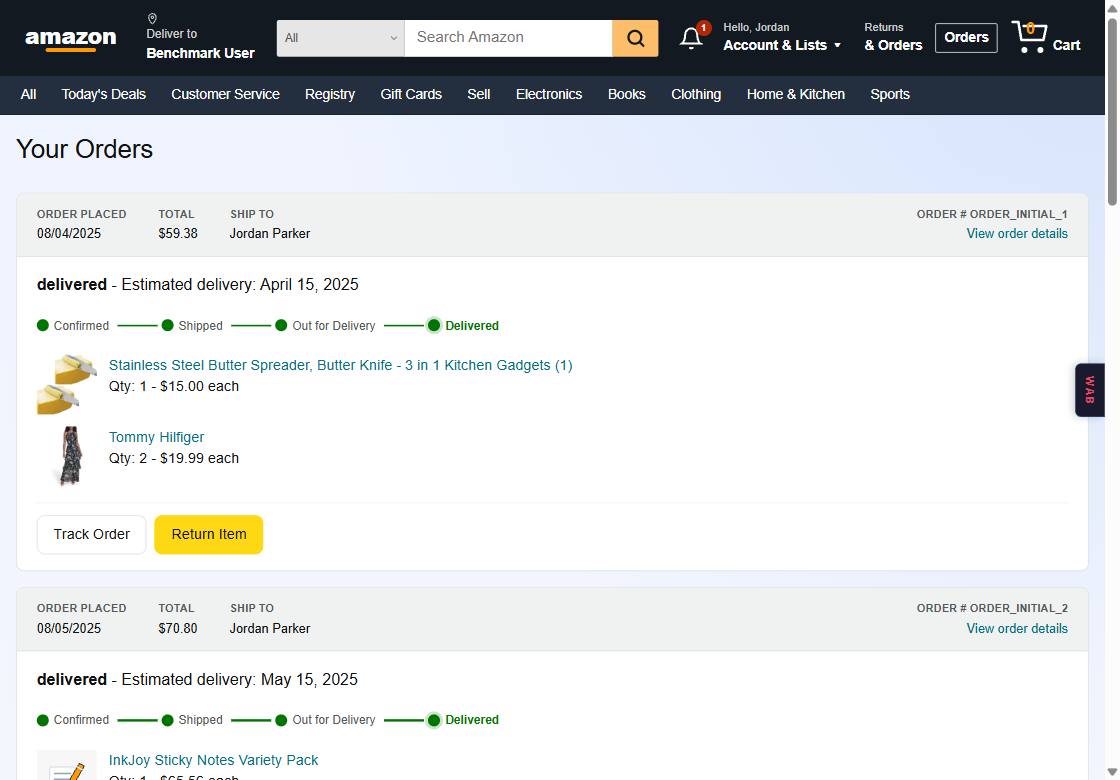 amazon
Deliver to
Benchmark User
All
Search Amazon
1
Hello, Jordan
Account & Lists
Returns
& Orders
Orders
0
Cart
All
Today's Deals
Customer Service
Registry
Gift Cards
Sell
Electronics
Books
Clothing
Home & Kitchen
Sports
Your Orders
ORDER PLACED
08/04/2025
TOTAL
$59.38
SHIP TO
Jordan Parker
ORDER # ORDER_INITIAL_1
View order details
delivered - Estimated delivery: April 15, 2025
Confirmed
Shipped
Out for Delivery
Delivered
Stainless Steel Butter Spreader, Butter Knife - 3 in 1 Kitchen Gadgets (1)
Qty: 1 - $15.00 each
Tommy Hilfiger
Qty: 2 - $19.99 each
Track Order
Return Item
WAB
ORDER PLACED
08/05/2025
TOTAL
$70.80
SHIP TO
Jordan Parker
ORDER # ORDER_INITIAL_2
View order details
delivered - Estimated delivery: May 15, 2025
Confirmed
Shipped
Out for Delivery
Delivered
InkJoy Sticky Notes Variety Pack
Qty: 1 - $65.56 each